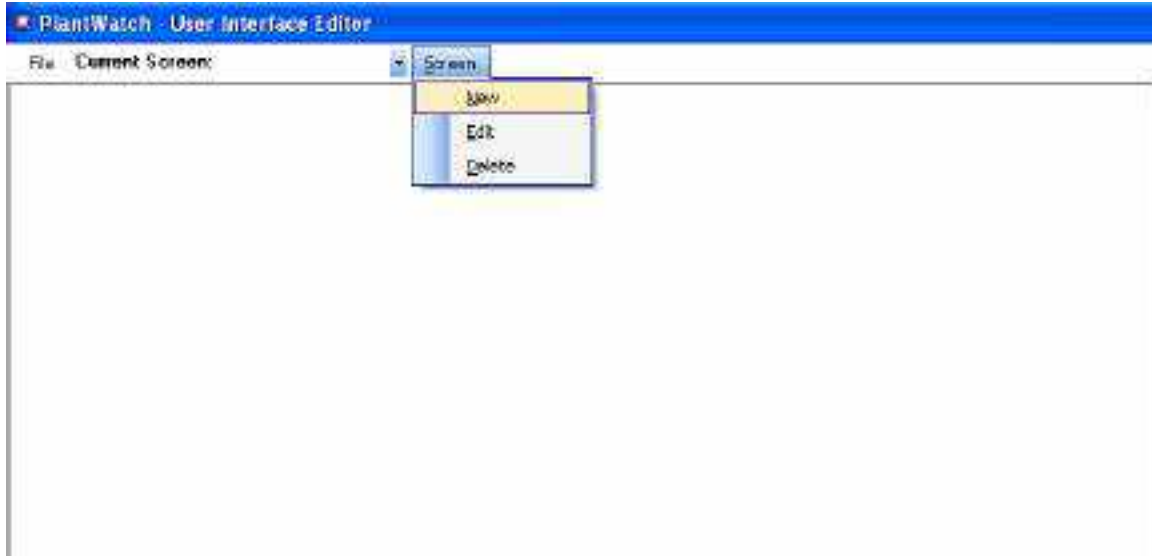 PlantWatch - User Interface Editor
File Current Screen: Screen
New
Edit
Delete